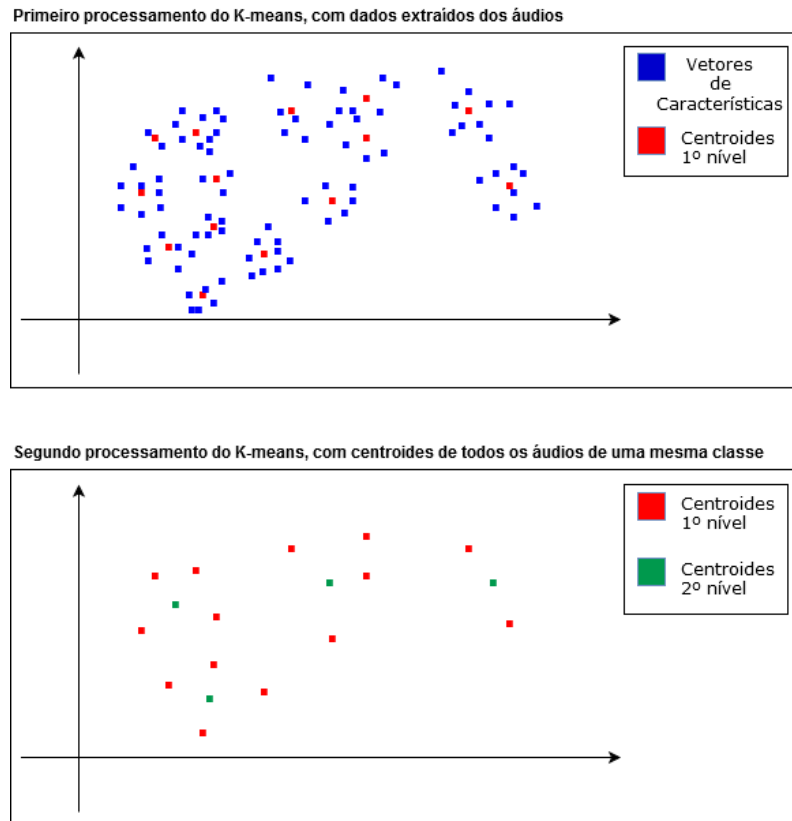 Primeiro processamento do K-means, com dados extraídos dos áudios
Vetores
de
Característícas
Centroides
1º nível
Segundo processamento do K-means, com centroides de todos os áudios de uma mesma classe
Centroides
1º nível
Centroides
2º nível